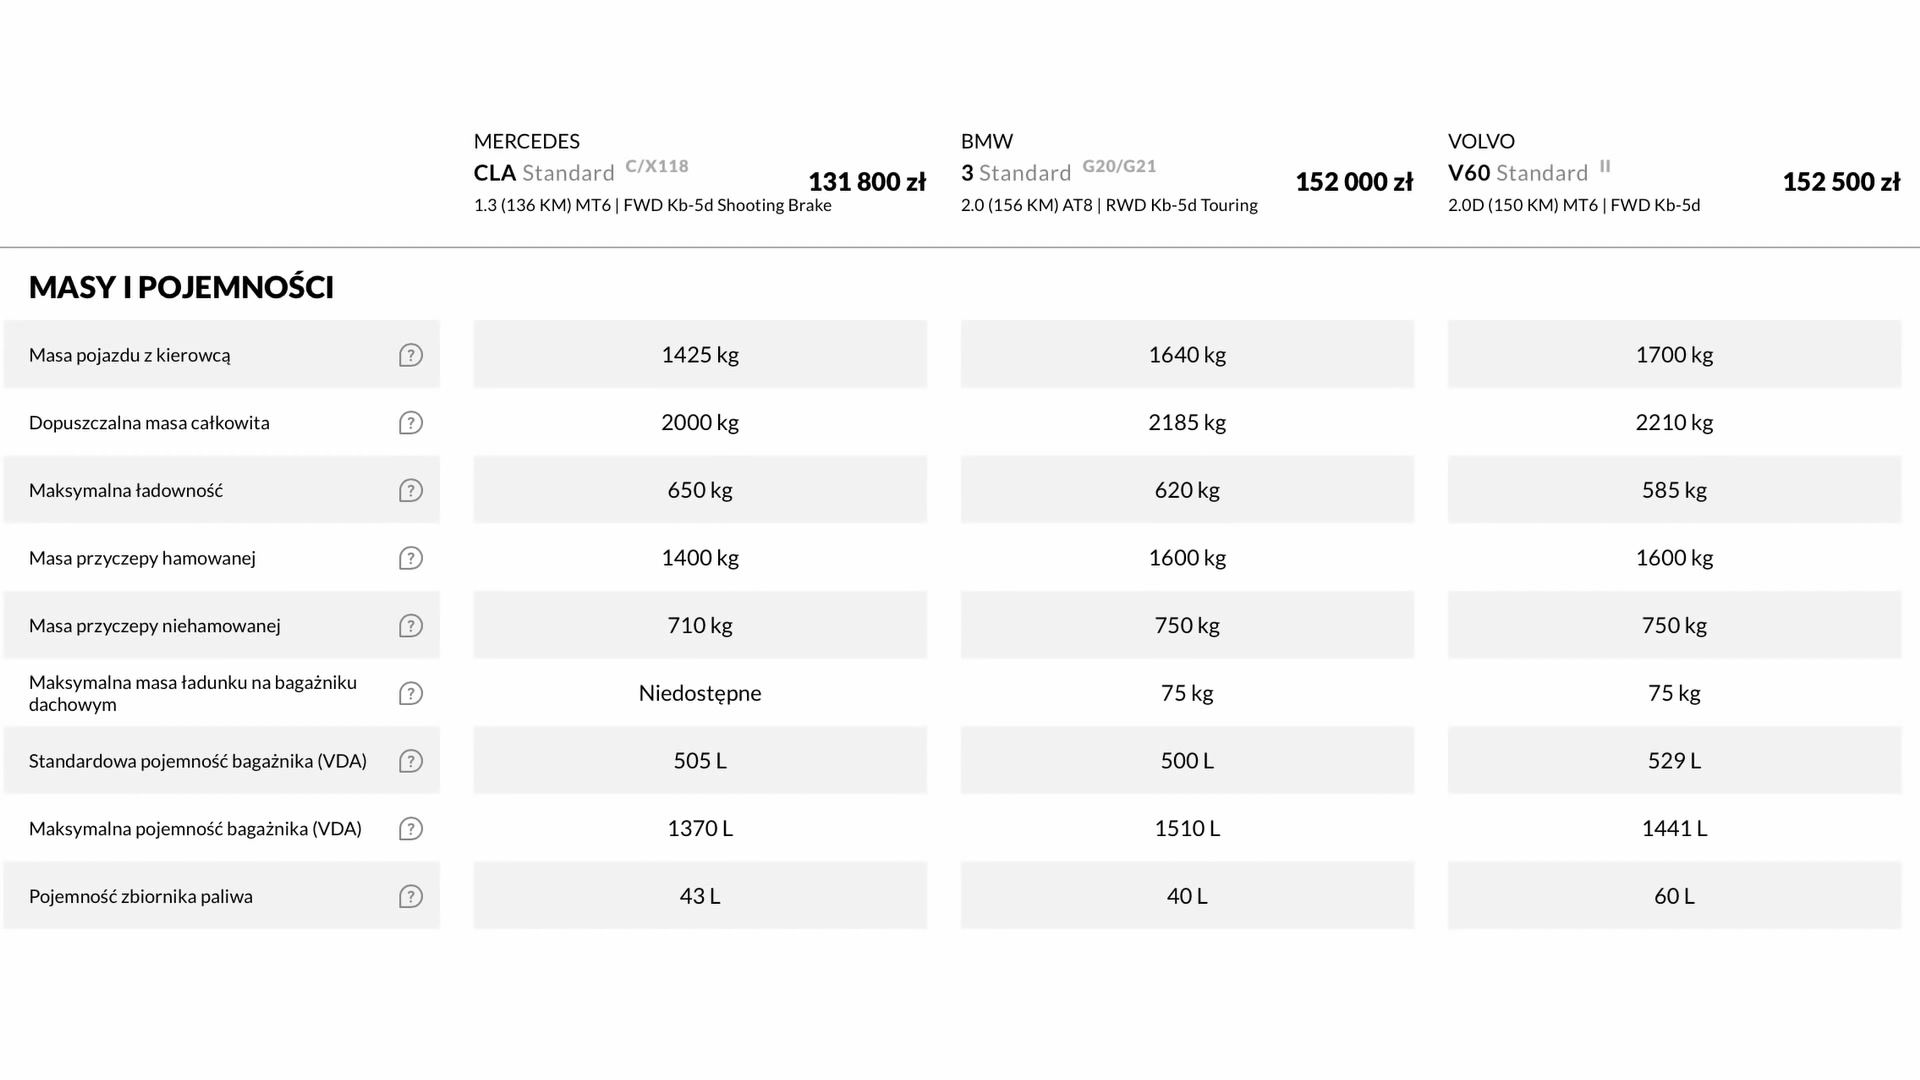 MERCEDES
CLA Standard C/X118
131 800 zł
1.3 (136 KM) MT6 | FWD Kb-5d Shooting Brake
BMW
3 Standard G20/G21
152 000 zł
2.0 (156 KM) AT8 | RWD Kb-5d Touring
VOLVO
V60 Standard II
152 500 zł
2.0D (150 KM) MT6 | FWD Kb-5d
MASY I POJEMNOŚCI
Masa pojazdu z kierowcą ? 1425 kg 1640 kg 1700 kg
Dopuszczalna masa całkowita ? 2000 kg 2185 kg 2210 kg
Maksymalna ładowność ? 650 kg 620 kg 585 kg
Masa przyczepy hamowanej ? 1400 kg 1600 kg 1600 kg
Masa przyczepy niehamowanej ? 710 kg 750 kg 750 kg
Maksymalna masa ładunku na bagażniku
dachowym ? Niedostępne 75 kg 75 kg
Standardowa pojemność bagażnika (VDA) ? 505 L 500 L 529 L
Maksymalna pojemność bagażnika (VDA) ? 1370 L 1510 L 1441 L
Pojemność zbiornika paliwa ? 43 L 40 L 60 L